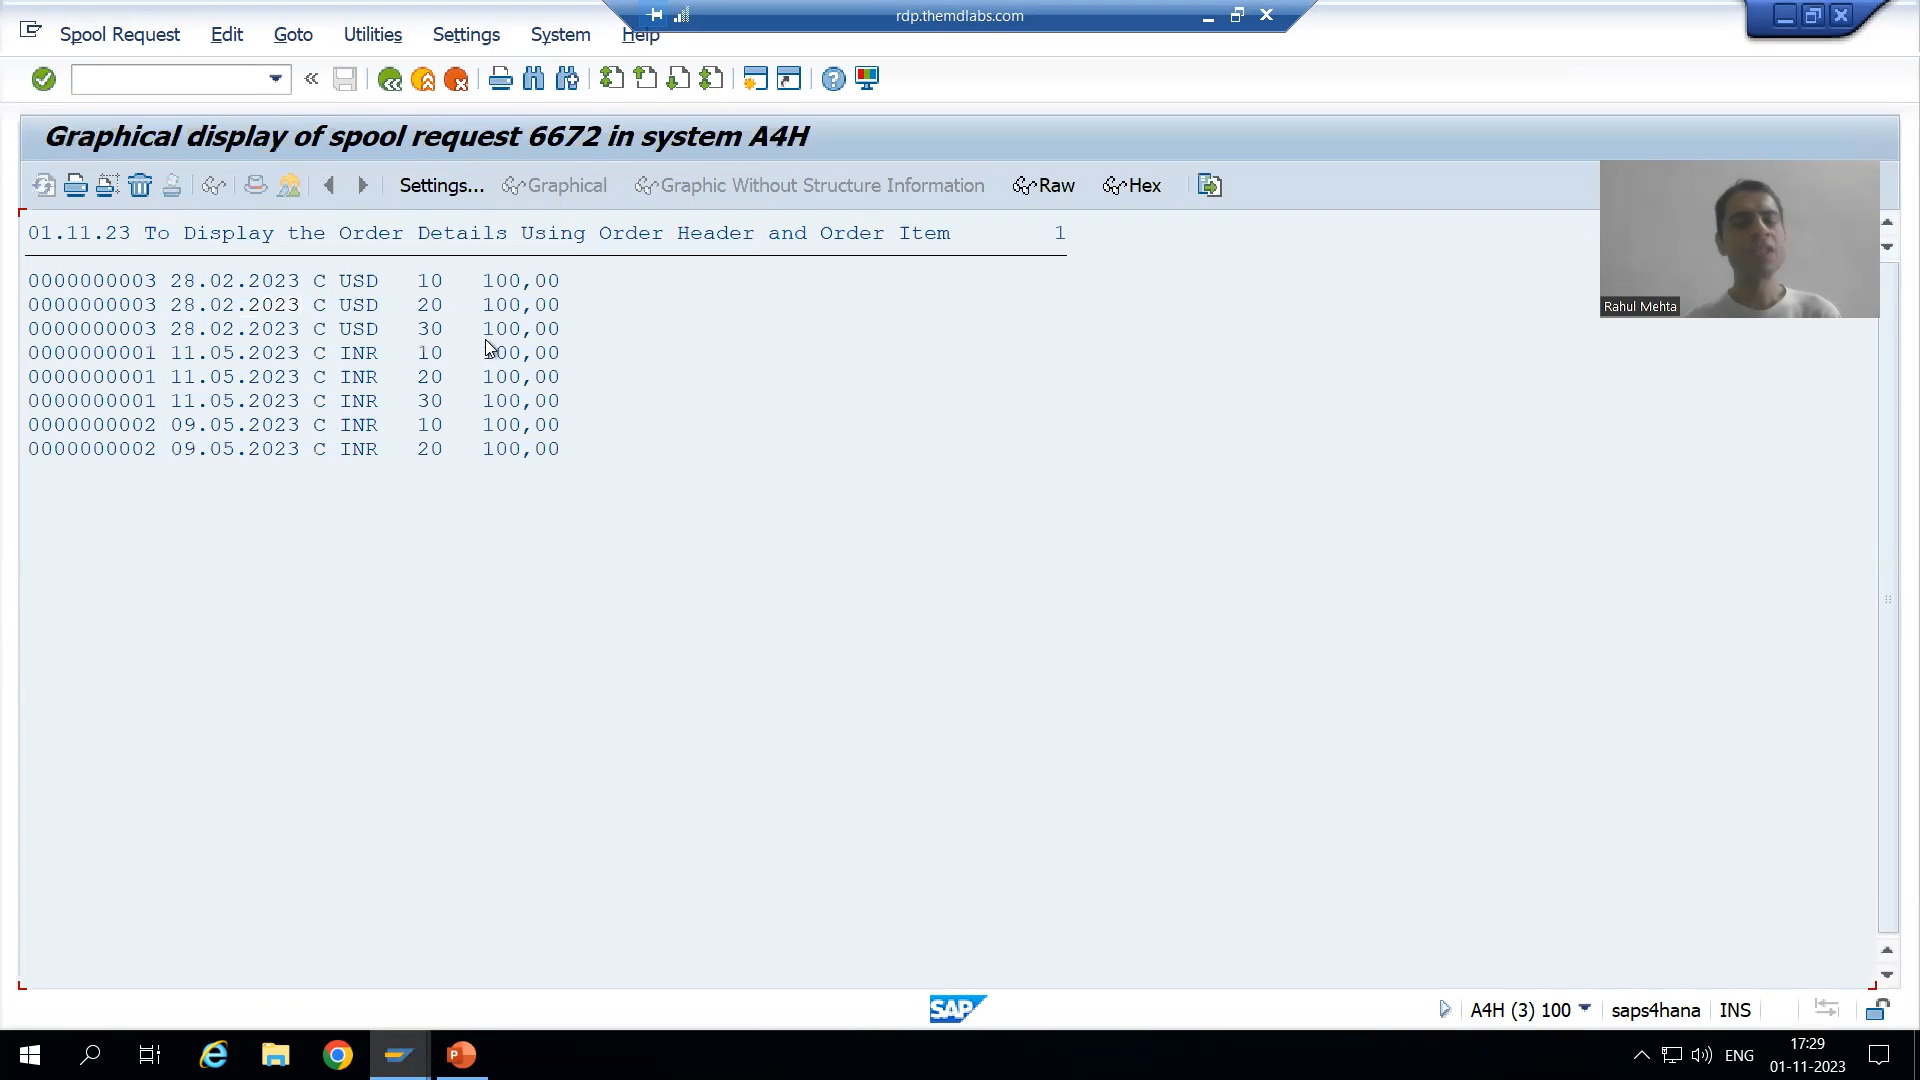 rdp.themdlabs.com
Spool Request Edit Goto Utilities Settings System Help
Graphical display of spool request 6672 in system A4H
Settings... Graphical Graphic Without Structure Information Raw Hex
01.11.23 To Display the Order Details Using Order Header and Order Item 1
0000000003 28.02.2023 C USD 10 100,00
0000000003 28.02.2023 C USD 20 100,00
0000000003 28.02.2023 C USD 30 100,00
0000000001 11.05.2023 C INR 10 100,00
0000000001 11.05.2023 C INR 20 100,00
0000000001 11.05.2023 C INR 30 100,00
0000000002 09.05.2023 C INR 10 100,00
0000000002 09.05.2023 C INR 20 100,00
Rahul Mehta
SAP
A4H (3) 100 saps4hana INS
ENG
17:29
01-11-2023